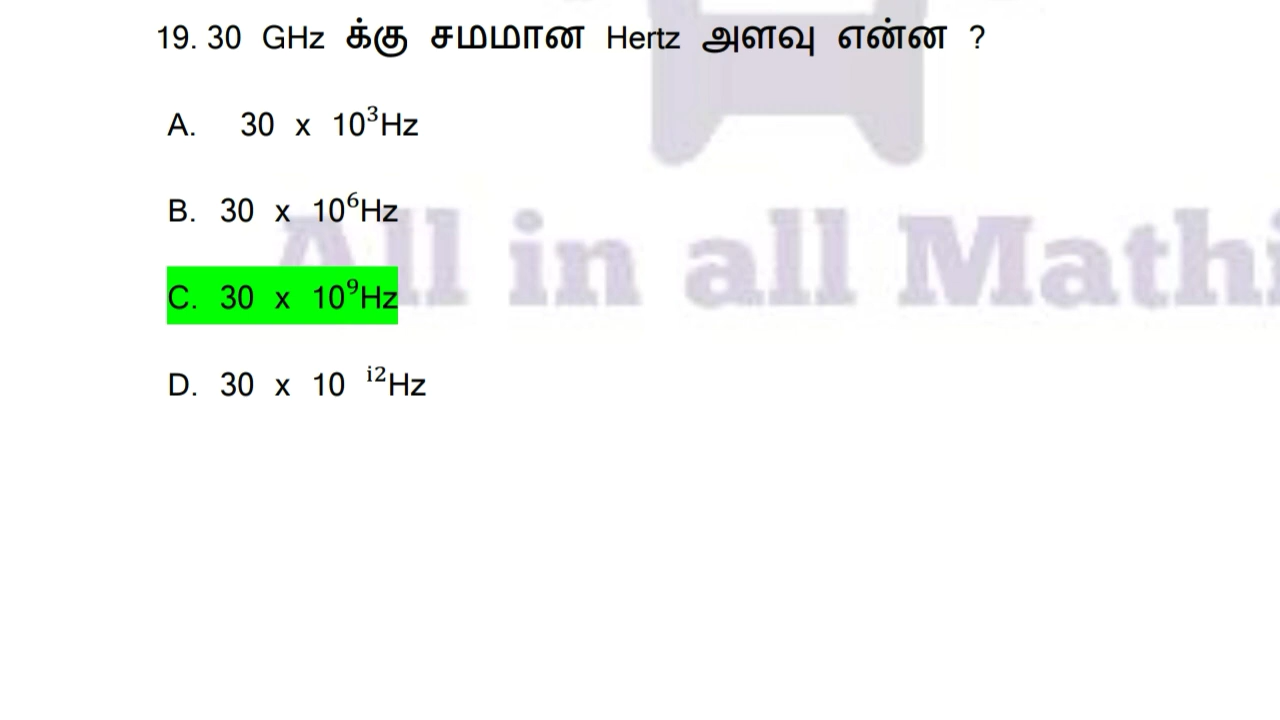 19. 30 GHz க்கு சமமான Hertz அளவு என்ன ?
A. 30 x 10³Hz
B. 30 x 10⁶Hz
All in all Mathi
C. 30 x 10⁹Hz
D. 30 x 10 ⁱ²Hz